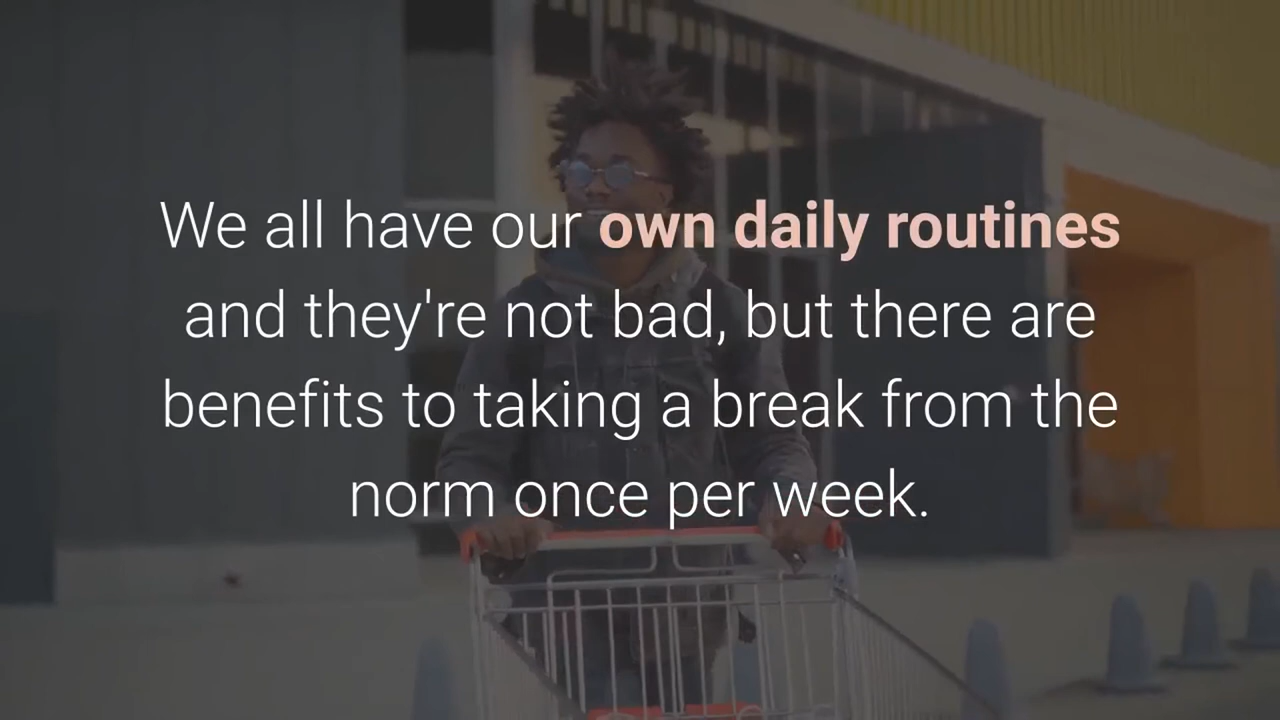 We all have our own daily routines
and they're not bad, but there are
benefits to taking a break from the
norm once per week.